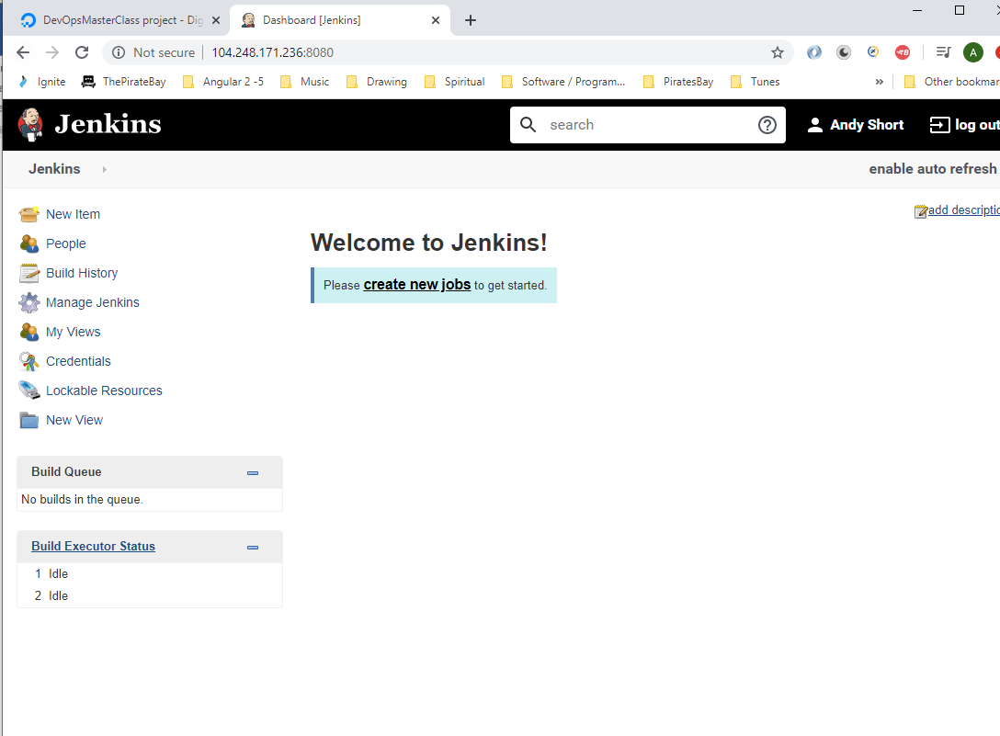 DevOpsMasterClass project - Dig
Dashboard [Jenkins]
Not secure
104.248.171.236:8080
A
Ignite
ThePirateBay
Angular 2 -5
Music
Drawing
Spiritual
Software / Program...
PiratesBay
Tunes
»
Other bookmar
Jenkins
search
Andy Short
log out
Jenkins
enable auto refresh
New Item
add descriptio
People
Welcome to Jenkins!
Build History
Please create new jobs to get started.
Manage Jenkins
My Views
Credentials
Lockable Resources
New View
Build Queue
No builds in the queue.
Build Executor Status
1 Idle
2 Idle